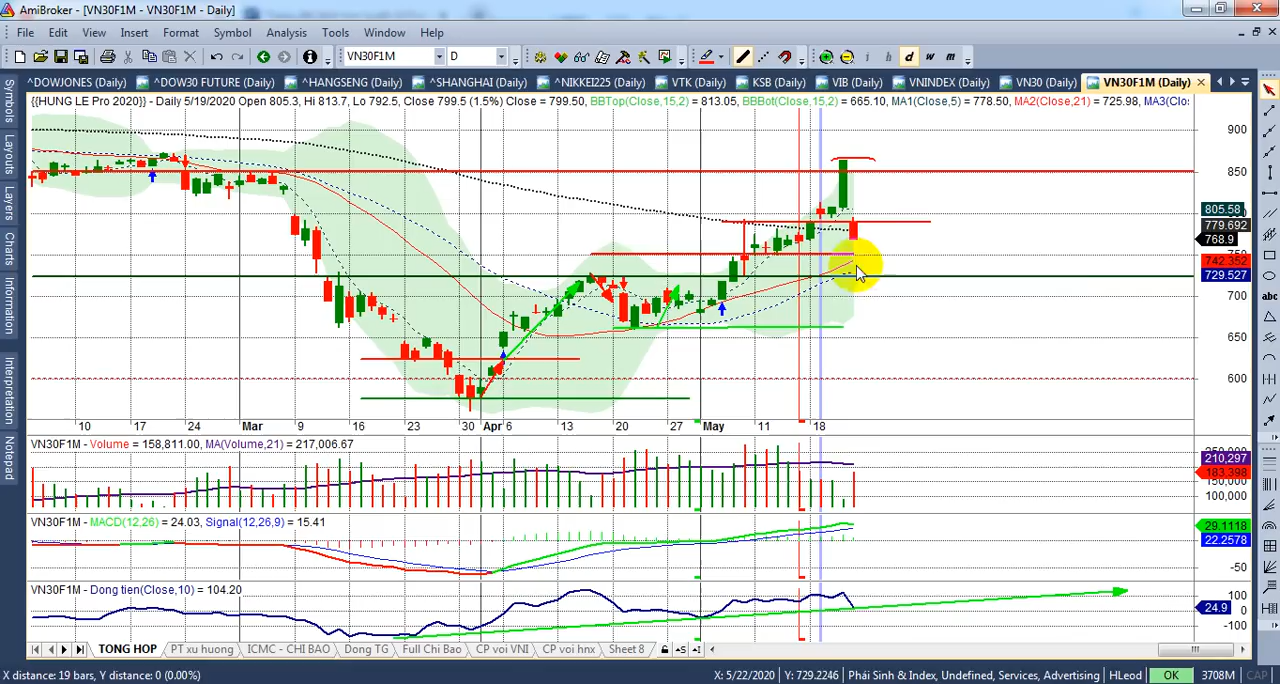 AmiBroker - [VN30F1M - VN30F1M - Daily]
File Edit View Insert Format Symbol Analysis Tools Window Help
VN30F1M D i h d w m
^DOWJONES (Daily) ^DOW30 FUTURE (Daily) ^HANGSENG (Daily) ^SHANGHAI (Daily) ^NIKKEI225 (Daily) VTK (Daily) KSB (Daily) VIB (Daily) VNINDEX (Daily) VN30 (Daily) VN30F1M (Daily)
{{HUNG LE Pro 2020}} - Daily 5/19/2020 Open 805.3, Hi 813.7, Lo 792.5, Close 799.5 (1.5%) Close = 799.50, BBTop(Close,15,2) = 813.05, BBBot(Close,15,2) = 665.10, MA1(Close,5) = 778.50, MA2(Close,21) = 725.98, MA3(Clo:
Symbols
Layouts
Layers
Charts
Information
Interpretation
Notepad
900
850
805.58
779.692
768.9
742.352
729.527
700
650
600
abc
10 17 24 Mar 9 16 23 30 Apr 6 13 20 27 May 11 18
VN30F1M - Volume = 158,811.00, MA(Volume,21) = 217,006.67
210,297
183,398
150,000
100,000
VN30F1M - MACD(12,26) = 24.03, Signal(12,26,9) = 15.41
29.1118
22.2578
-50
VN30F1M - Dong tien(Close,10) = 104.20
100
24.9
0
-100
TONG HOP PT xu huong ICMC - CHI BAO Dong TG Full Chi Bao CP voi VNI CP voi hnx Sheet 8
X distance: 19 bars, Y distance: 0 (0.00%) X: 5/22/2020 Y: 729.2246 Phái Sinh & Index, Undefined, Services, Advertising HLeod OK 3708M CAP